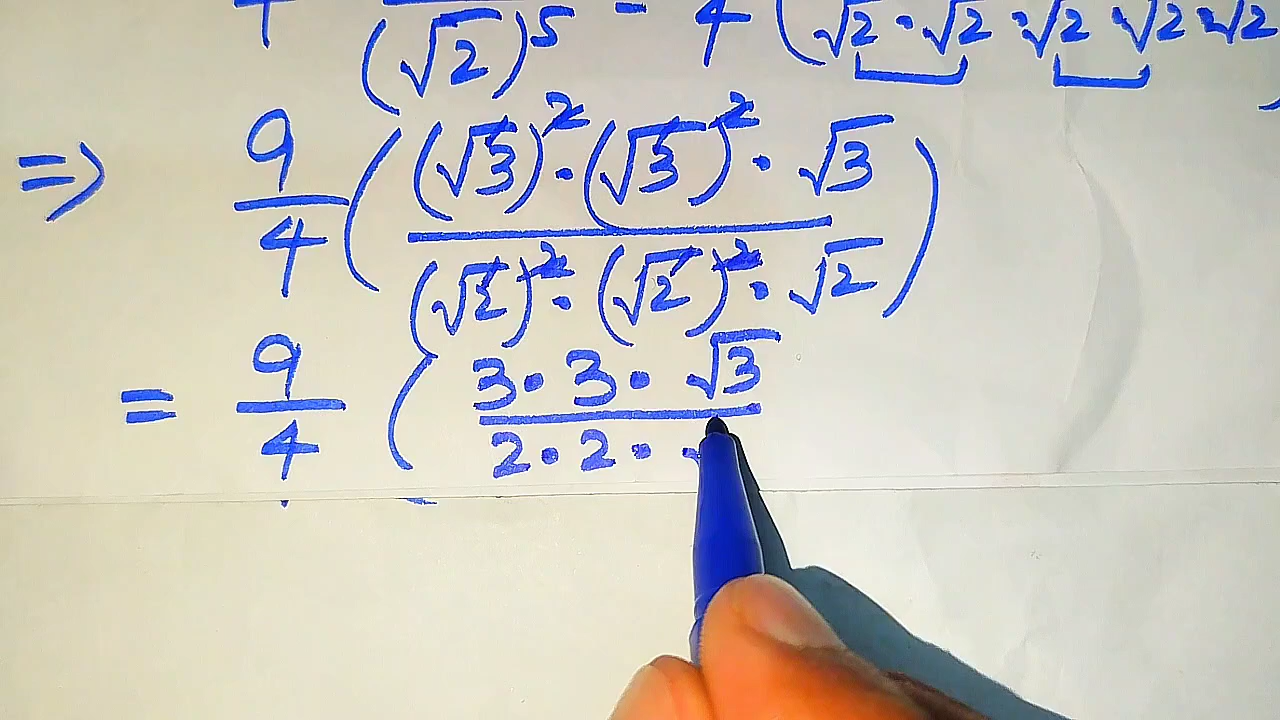 (√2)^5 = 4 (√2 · √2 · √2 · √2 · √2)
=> 9/4 ( (√3)^2 · (√3)^2 · √3 / (√2)^2 · (√2)^2 · √2 )
= 9/4 ( 3 · 3 · √3 / 2 · 2 ·